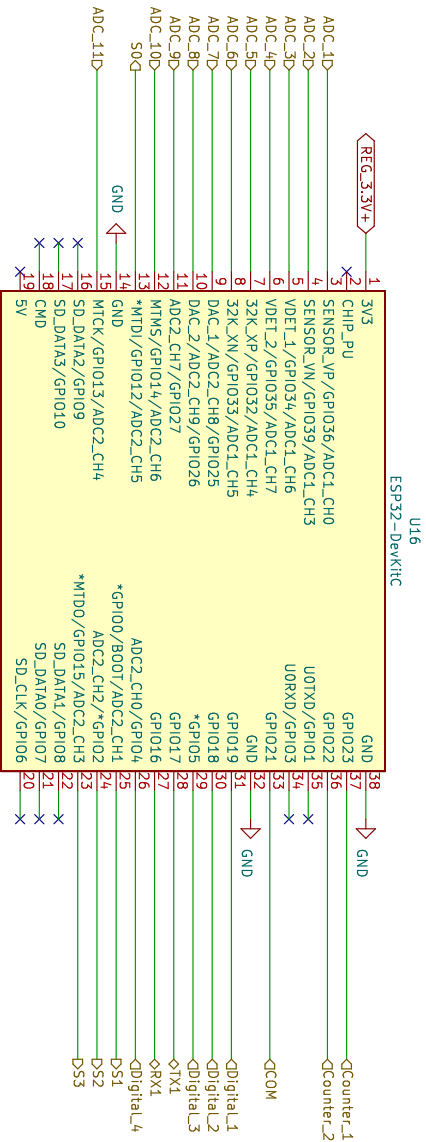 U16
ESP32-DevKitC
REG_3.3V+ 1 3V3
2 CHIP_PU
ADC_1 3 SENSOR_VP/GPIO36/ADC1_CH0
ADC_2 4 SENSOR_VN/GPIO39/ADC1_CH3
ADC_3 5 VDET_1/GPIO34/ADC1_CH6
ADC_4 6 VDET_2/GPIO35/ADC1_CH7
ADC_5 7 32K_XP/GPIO32/ADC1_CH4
ADC_6 8 32K_XN/GPIO33/ADC1_CH5
ADC_7 9 DAC_1/ADC2_CH8/GPIO25
ADC_8 10 DAC_2/ADC2_CH9/GPIO26
ADC_9 11 ADC2_CH7/GPIO27
ADC_10 12 MTMS/GPIO14/ADC2_CH6
S0 13 *MTDI/GPIO12/ADC2_CH5
GND 14 GND
ADC_11 15 MTCK/GPIO13/ADC2_CH4
16 SD_DATA2/GPIO9
17 SD_DATA3/GPIO10
18 CMD
19 5V
GND 38 GND
GPIO23 37 Counter_1
GPIO22 36 Counter_2
U0TXD/GPIO1 35
U0RXD/GPIO3 34
GPIO21 33 COM
GND 32 GND
GPIO19 31 Digital_1
GPIO18 30 Digital_2
*GPIO5 29 Digital_3
GPIO17 28 TX1
GPIO16 27 RX1
ADC2_CH0/GPIO4 26 Digital_4
*GPIO0/BOOT/ADC2_CH1 25 S1
ADC2_CH2/*GPIO2 24 S2
*MTDO/GPIO15/ADC2_CH3 23 S3
SD_DATA1/GPIO8 22
SD_DATA0/GPIO7 21
SD_CLK/GPIO6 20